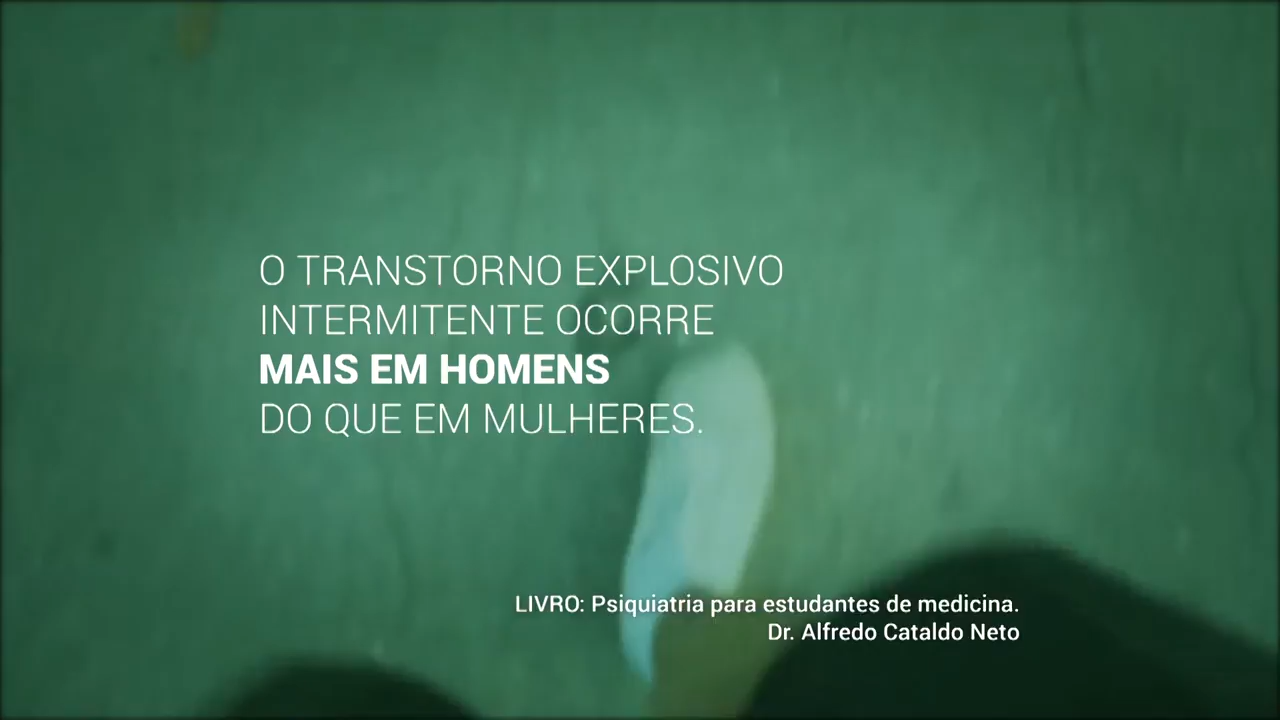 O TRANSTORNO EXPLOSIVO
INTERMITENTE OCORRE
MAIS EM HOMENS
DO QUE EM MULHERES.
LIVRO: Psiquiatria para estudantes de medicina.
Dr. Alfredo Cataldo Neto